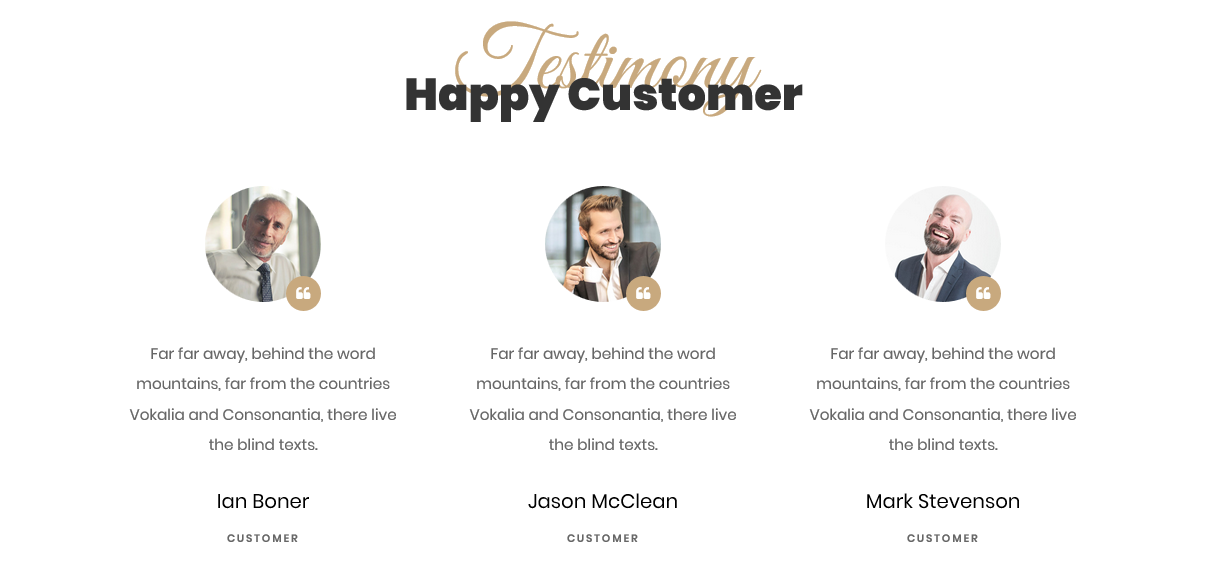 Testimony
Happy Customer
Far far away, behind the word
mountains, far from the countries
Vokalia and Consonantia, there live
the blind texts.
Ian Boner
CUSTOMER
Far far away, behind the word
mountains, far from the countries
Vokalia and Consonantia, there live
the blind texts.
Jason McClean
CUSTOMER
Far far away, behind the word
mountains, far from the countries
Vokalia and Consonantia, there live
the blind texts.
Mark Stevenson
CUSTOMER